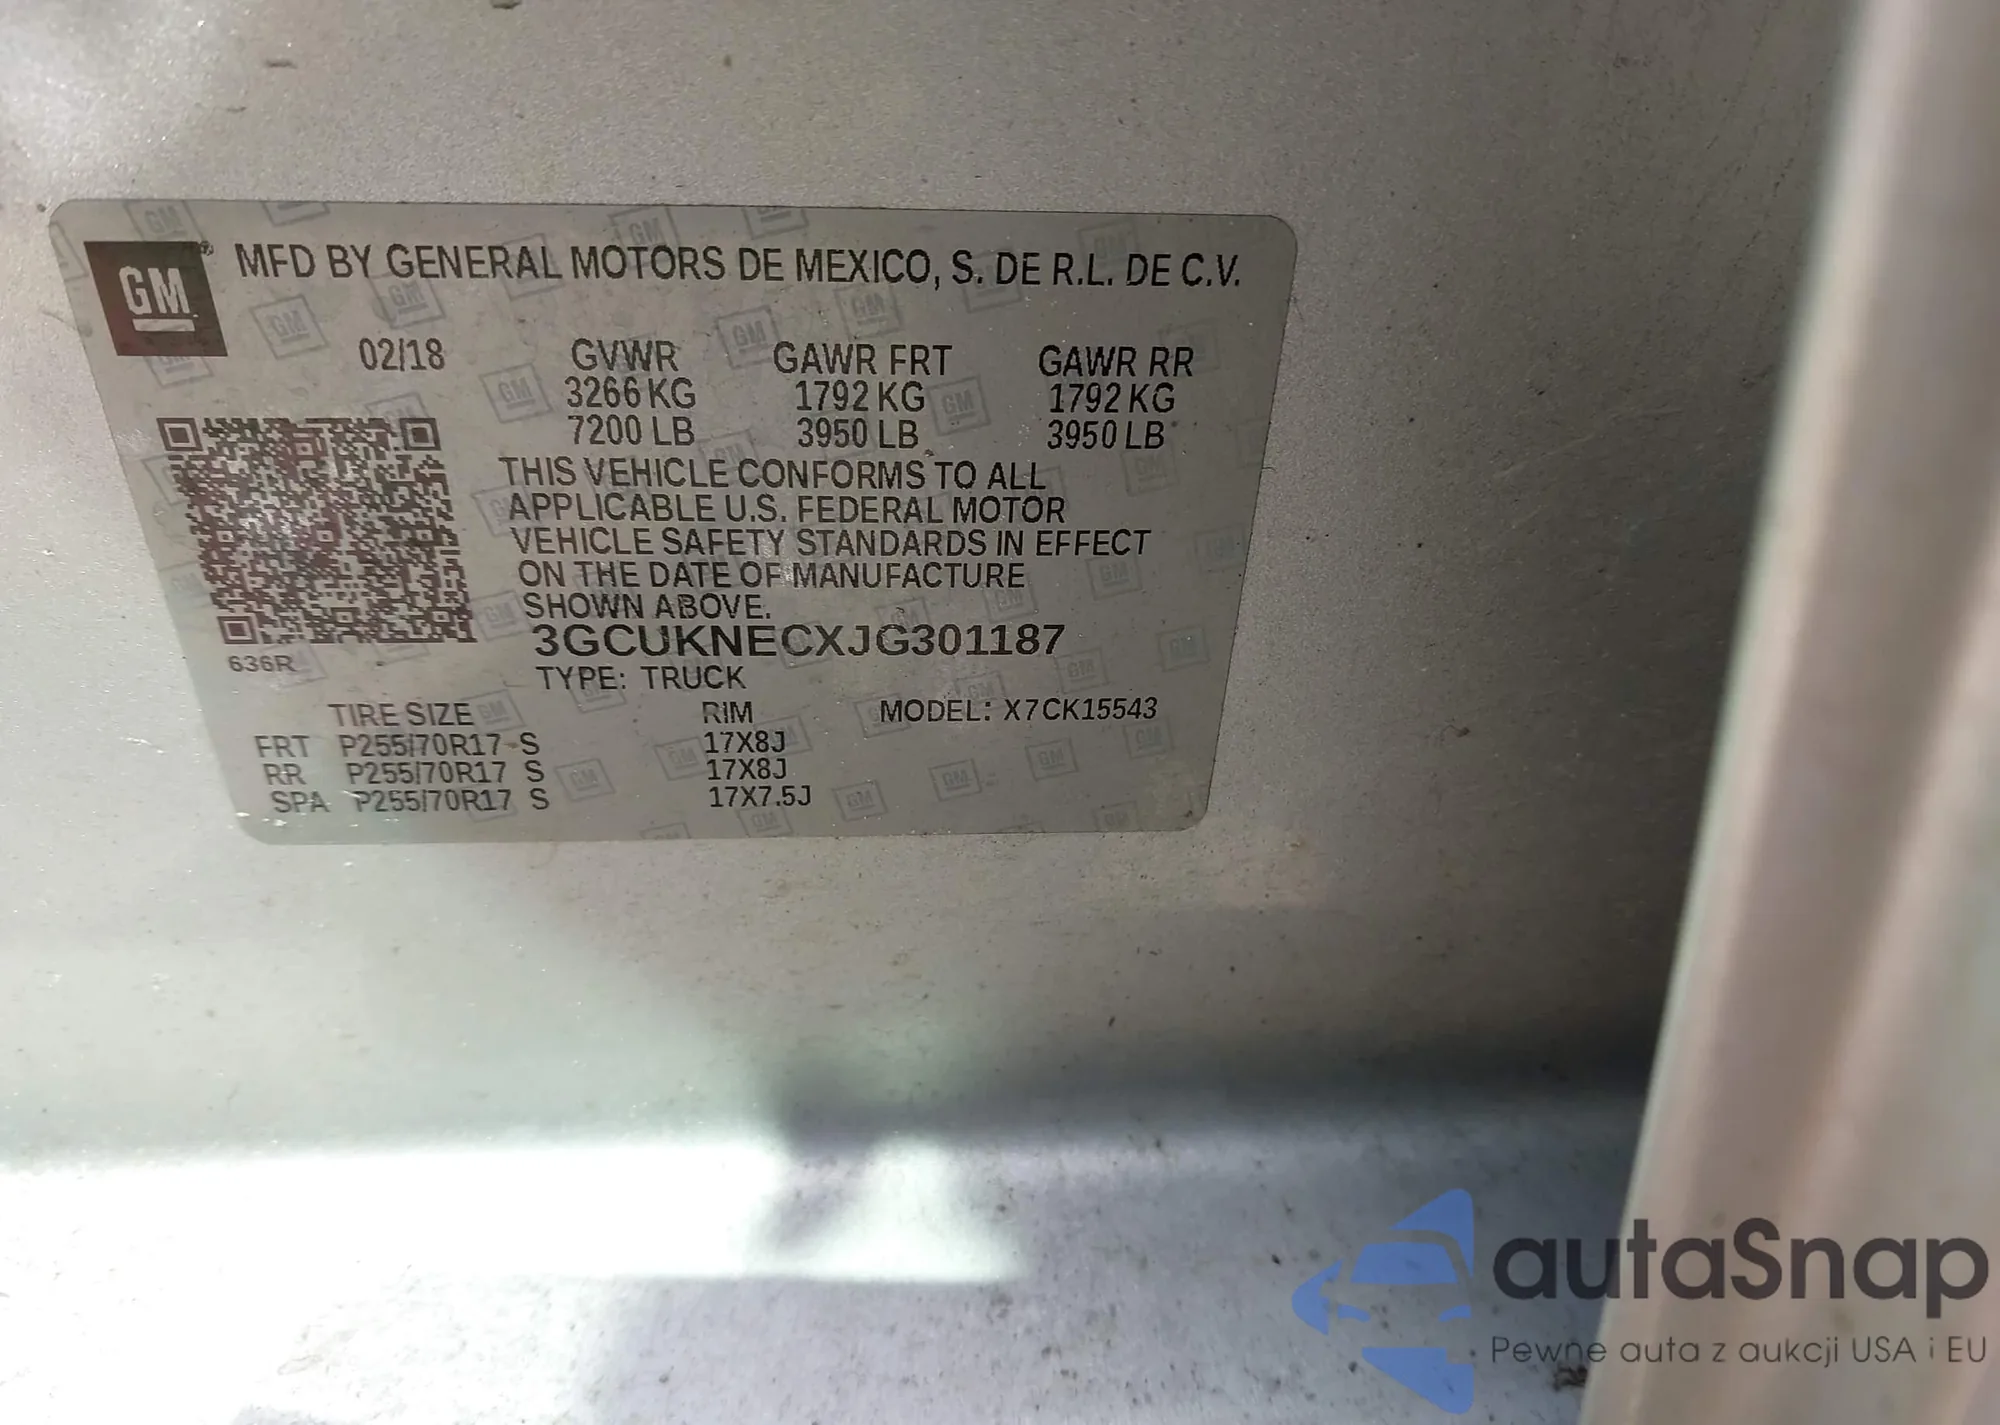 GM® MFD BY GENERAL MOTORS DE MEXICO, S. DE R.L. DE C.V.
02/18 GVWR GAWR FRT GAWR RR
3266 KG 1792 KG 1792 KG
7200 LB 3950 LB 3950 LB
THIS VEHICLE CONFORMS TO ALL
APPLICABLE U.S. FEDERAL MOTOR
VEHICLE SAFETY STANDARDS IN EFFECT
ON THE DATE OF MANUFACTURE
SHOWN ABOVE.
3GCUKNECXJG301187
636R
TYPE: TRUCK
TIRE SIZE RIM MODEL: X7CK15543
FRT P255/70R17 S 17X8J
RR P255/70R17 S 17X8J
SPA P255/70R17 S 17X7.5J
autaSnap
Pewne auta z aukcji USA i EU